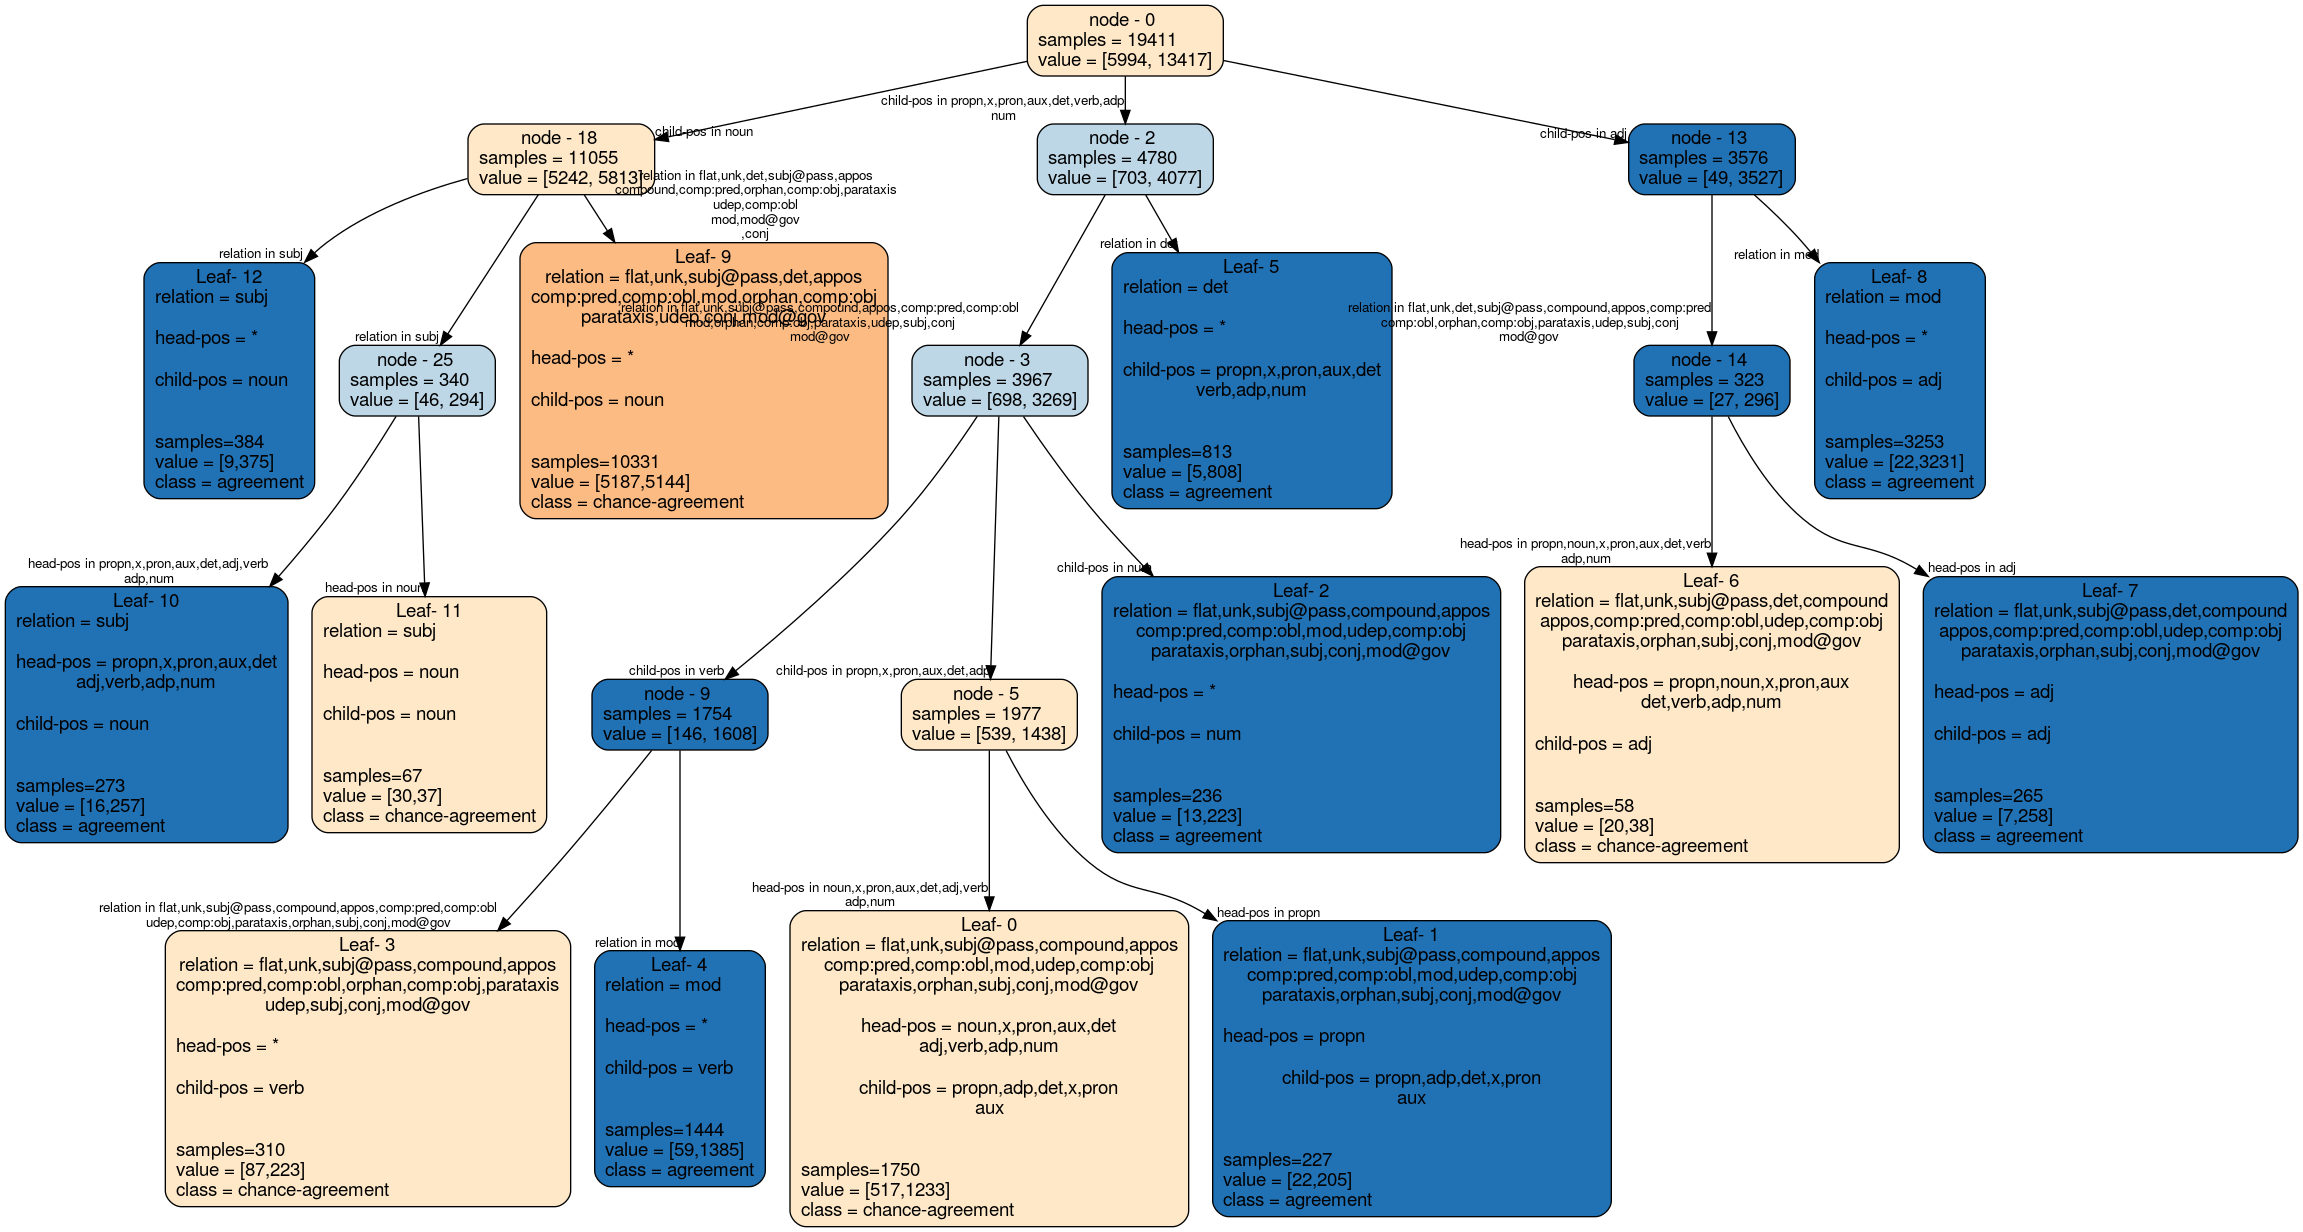 node - 0
samples = 19411
value = [5994, 13417]
child-pos in propn,x,pron,aux,det,verb,adp
num
child-pos in noun
child-pos in adj
node - 18
samples = 11055
value = [5242, 5813]
node - 2
samples = 4780
value = [703, 4077]
node - 13
samples = 3576
value = [49, 3527]
relation in flat,unk,det,subj@pass,appos
compound,comp:pred,orphan,comp:obj,parataxis
udep,comp:obl
mod,mod@gov
,conj
relation in subj
relation in det
relation in mod
Leaf- 12
relation = subj
head-pos = *
child-pos = noun
samples=384
value = [9,375]
class = agreement
relation in subj
node - 25
samples = 340
value = [46, 294]
Leaf- 9
relation = flat,unk,subj@pass,det,appos
comp:pred,comp:obl,mod,orphan,comp:obj
parataxis,udep,conj,mod@gov
head-pos = *
child-pos = noun
samples=10331
value = [5187,5144]
class = chance-agreement
relation in flat,unk,subj@pass,compound,appos,comp:pred,comp:obl
mod,orphan,comp:obj,parataxis,udep,subj,conj
mod@gov
node - 3
samples = 3967
value = [698, 3269]
Leaf- 5
relation = det
head-pos = *
child-pos = propn,x,pron,aux,det
verb,adp,num
samples=813
value = [5,808]
class = agreement
relation in flat,unk,det,subj@pass,compound,appos,comp:pred
comp:obl,orphan,comp:obj,parataxis,udep,subj,conj
mod@gov
node - 14
samples = 323
value = [27, 296]
Leaf- 8
relation = mod
head-pos = *
child-pos = adj
samples=3253
value = [22,3231]
class = agreement
head-pos in propn,x,pron,aux,det,adj,verb
adp,num
head-pos in noun
Leaf- 10
relation = subj
head-pos = propn,x,pron,aux,det
adj,verb,adp,num
child-pos = noun
samples=273
value = [16,257]
class = agreement
Leaf- 11
relation = subj
head-pos = noun
child-pos = noun
samples=67
value = [30,37]
class = chance-agreement
child-pos in verb
node - 9
samples = 1754
value = [146, 1608]
child-pos in propn,x,pron,aux,det,adp
node - 5
samples = 1977
value = [539, 1438]
child-pos in num
Leaf- 2
relation = flat,unk,subj@pass,compound,appos
comp:pred,comp:obl,mod,udep,comp:obj
parataxis,orphan,subj,conj,mod@gov
head-pos = *
child-pos = num
samples=236
value = [13,223]
class = agreement
head-pos in propn,noun,x,pron,aux,det,verb
adp,num
Leaf- 6
relation = flat,unk,subj@pass,det,compound
appos,comp:pred,comp:obl,udep,comp:obj
parataxis,orphan,subj,conj,mod@gov
head-pos = propn,noun,x,pron,aux
det,verb,adp,num
child-pos = adj
samples=58
value = [20,38]
class = chance-agreement
head-pos in adj
Leaf- 7
relation = flat,unk,subj@pass,det,compound
appos,comp:pred,comp:obl,udep,comp:obj
parataxis,orphan,subj,conj,mod@gov
head-pos = adj
child-pos = adj
samples=265
value = [7,258]
class = agreement
relation in flat,unk,subj@pass,compound,appos,comp:pred,comp:obl
udep,comp:obj,parataxis,orphan,subj,conj,mod@gov
Leaf- 3
relation = flat,unk,subj@pass,compound,appos
comp:pred,comp:obl,orphan,comp:obj,parataxis
udep,subj,conj,mod@gov
head-pos = *
child-pos = verb
samples=310
value = [87,223]
class = chance-agreement
relation in mod
Leaf- 4
relation = mod
head-pos = *
child-pos = verb
samples=1444
value = [59,1385]
class = agreement
head-pos in noun,x,pron,aux,det,adj,verb
adp,num
Leaf- 0
relation = flat,unk,subj@pass,compound,appos
comp:pred,comp:obl,mod,udep,comp:obj
parataxis,orphan,subj,conj,mod@gov
head-pos = noun,x,pron,aux,det
adj,verb,adp,num
child-pos = propn,adp,det,x,pron
aux
samples=1750
value = [517,1233]
class = chance-agreement
head-pos in propn
Leaf- 1
relation = flat,unk,subj@pass,compound,appos
comp:pred,comp:obl,mod,udep,comp:obj
parataxis,orphan,subj,conj,mod@gov
head-pos = propn
child-pos = propn,adp,det,x,pron
aux
samples=227
value = [22,205]
class = agreement